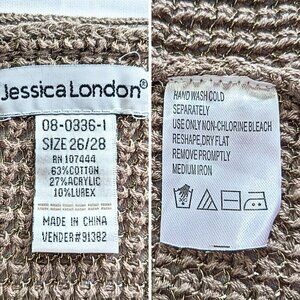 Jessica London®
08-0336-1
SIZE 26/28
RN 107444
63% COTTON
27% ACRYLIC
10% LUREX
MADE IN CHINA
VENDER# 91382
HAND WASH COLD
SEPARATELY
USE ONLY NON-CHLORINE BLEACH
RESHAPE, DRY FLAT
REMOVE PROMPTLY
MEDIUM IRON